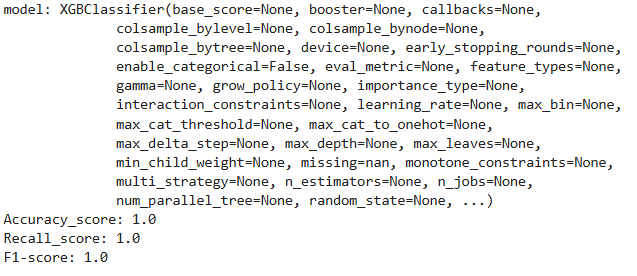 model: XGBClassifier(base_score=None, booster=None, callbacks=None,
colsample_bylevel=None, colsample_bynode=None,
colsample_bytree=None, device=None, early_stopping_rounds=None,
enable_categorical=False, eval_metric=None, feature_types=None,
gamma=None, grow_policy=None, importance_type=None,
interaction_constraints=None, learning_rate=None, max_bin=None,
max_cat_threshold=None, max_cat_to_onehot=None,
max_delta_step=None, max_depth=None, max_leaves=None,
min_child_weight=None, missing=nan, monotone_constraints=None,
multi_strategy=None, n_estimators=None, n_jobs=None,
num_parallel_tree=None, random_state=None, ...)
Accuracy_score: 1.0
Recall_score: 1.0
F1-score: 1.0